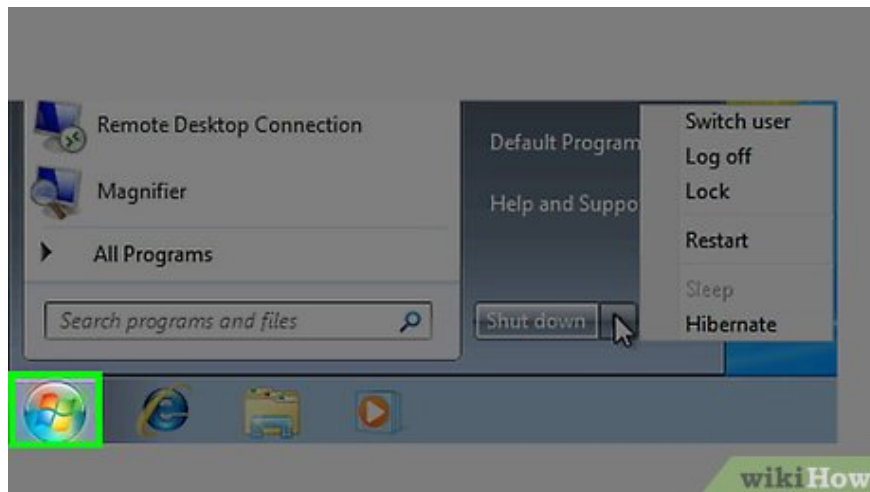 Remote Desktop Connection
Magnifier
All Programs
Search programs and files
Default Program
Help and Suppo
Shut down
Switch user
Log off
Lock
Restart
Sleep
Hibernate
wikiHow